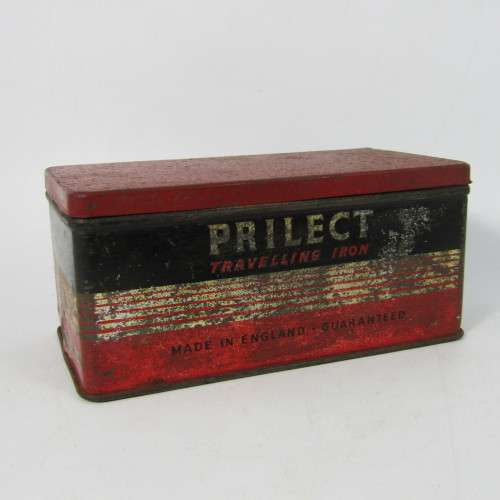 PRILECT
TRAVELLING IRON
MADE IN ENGLAND · GUARANTEED